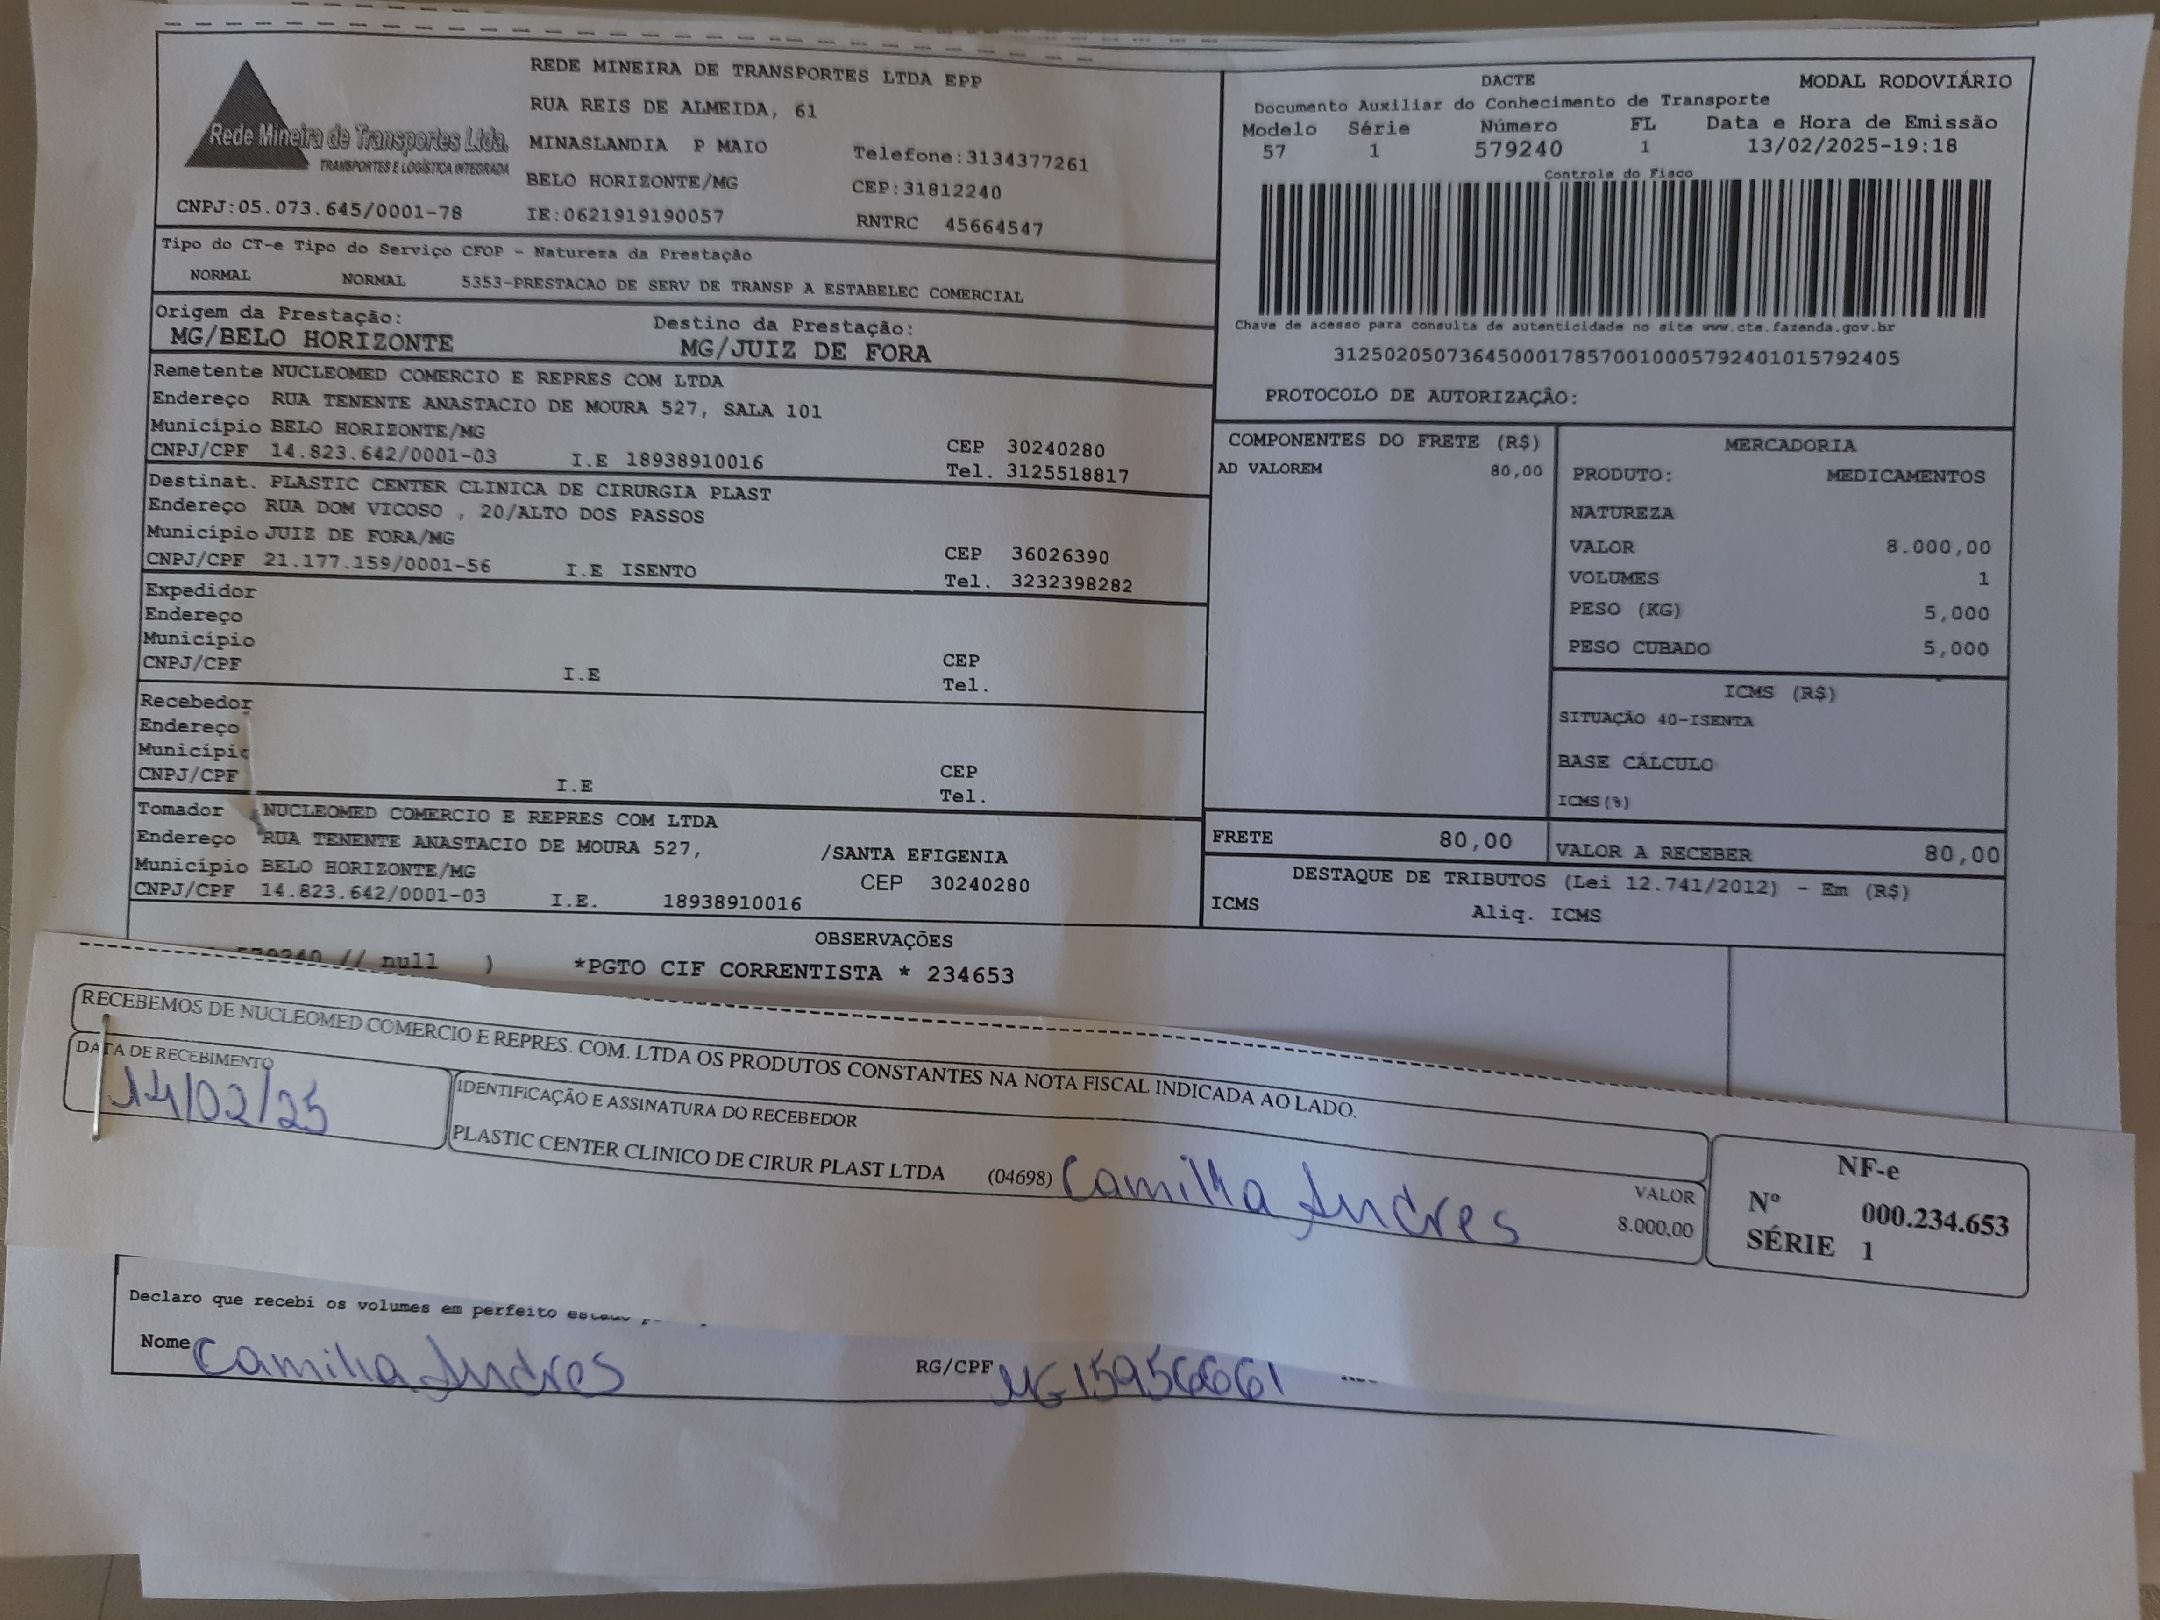 REDE MINEIRA DE TRANSPORTES LTDA EPP
RUA REIS DE ALMEIDA, 61
Rede Mineira de Transportes Ltda.
TRANSPORTES E LOGÍSTICA INTEGRADA
MINASLANDIA P MAIO Telefone:3134377261
BELO HORIZONTE/MG CEP:31812240
CNPJ:05.073.645/0001-78 IE:0621919190057 RNTRC 45664547
DACTE MODAL RODOVIÁRIO
Documento Auxiliar do Conhecimento de Transporte
Modelo Série Número FL Data e Hora de Emissão
57 1 579240 1 13/02/2025-19:18
Controle do Fisco
Chave de acesso para consulta de autenticidade no site www.cte.fazenda.gov.br
31250205073645000178570010005792401015792405
PROTOCOLO DE AUTORIZAÇÃO:
Tipo do CT-e Tipo do Serviço CFOP - Natureza da Prestação
NORMAL NORMAL 5353-PRESTACAO DE SERV DE TRANSP A ESTABELEC COMERCIAL
Origem da Prestação: Destino da Prestação:
MG/BELO HORIZONTE MG/JUIZ DE FORA
Remetente NUCLEOMED COMERCIO E REPRES COM LTDA
Endereço RUA TENENTE ANASTACIO DE MOURA 527, SALA 101
Município BELO HORIZONTE/MG CEP 30240280
CNPJ/CPF 14.823.642/0001-03 I.E 18938910016 Tel. 3125518817
Destinat. PLASTIC CENTER CLINICA DE CIRURGIA PLAST
Endereço RUA DOM VICOSO , 20/ALTO DOS PASSOS
Município JUIZ DE FORA/MG CEP 36026390
CNPJ/CPF 21.177.159/0001-56 I.E ISENTO Tel. 3232398282
Expedidor
Endereço
Município CEP
CNPJ/CPF I.E Tel.
Recebedor
Endereço
Município CEP
CNPJ/CPF I.E Tel.
Tomador NUCLEOMED COMERCIO E REPRES COM LTDA
Endereço RUA TENENTE ANASTACIO DE MOURA 527, /SANTA EFIGENIA
Município BELO HORIZONTE/MG CEP 30240280
CNPJ/CPF 14.823.642/0001-03 I.E. 18938910016
COMPONENTES DO FRETE (R$)
AD VALOREM 80,00
MERCADORIA
PRODUTO: MEDICAMENTOS
NATUREZA
VALOR 8.000,00
VOLUMES 1
PESO (KG) 5,000
PESO CUBADO 5,000
ICMS (R$)
SITUAÇÃO 40-ISENTA
BASE CÁLCULO
ICMS(%)
FRETE 80,00 VALOR A RECEBER 80,00
DESTAQUE DE TRIBUTOS (Lei 12.741/2012) - Em (R$)
ICMS Aliq. ICMS
OBSERVAÇÕES
579240 // null ) *PGTO CIF CORRENTISTA * 234653
RECEBEMOS DE NUCLEOMED COMERCIO E REPRES. COM. LTDA OS PRODUTOS CONSTANTES NA NOTA FISCAL INDICADA AO LADO.
DATA DE RECEBIMENTO
14/02/25
IDENTIFICAÇÃO E ASSINATURA DO RECEBEDOR
PLASTIC CENTER CLINICO DE CIRUR PLAST LTDA (04698) Camilla Andres
VALOR
8.000,00
NF-e
Nº 000.234.653
SÉRIE 1
Declaro que recebi os volumes em perfeito estado
Nome Camilla Andres RG/CPF MG15956661